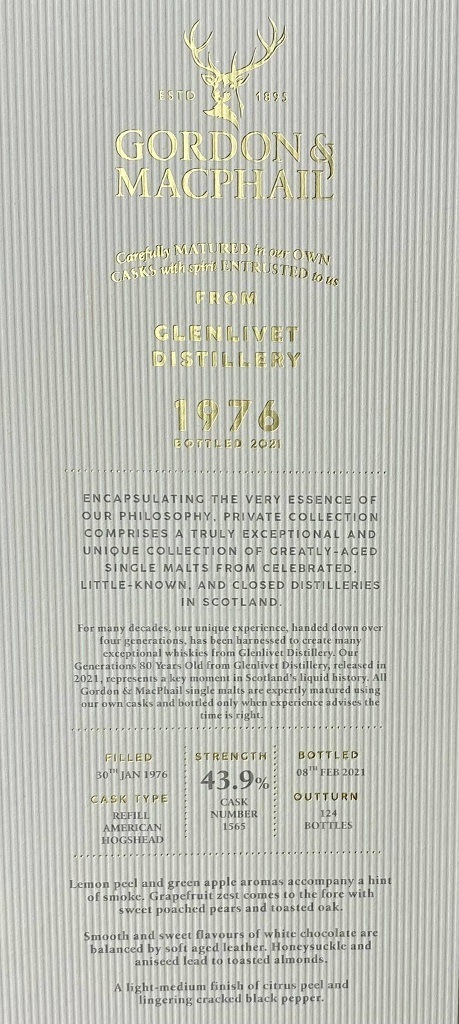 ESTD 1895
GORDON &
MACPHAIL
Carefully MATURED in our OWN
CASKS with spirit ENTRUSTED to us
FROM
GLENLIVET
DISTILLERY
1976
BOTTLED 2021
ENCAPSULATING THE VERY ESSENCE OF
OUR PHILOSOPHY, PRIVATE COLLECTION
COMPRISES A TRULY EXCEPTIONAL AND
UNIQUE COLLECTION OF GREATLY-AGED
SINGLE MALTS FROM CELEBRATED,
LITTLE-KNOWN, AND CLOSED DISTILLERIES
IN SCOTLAND.
For many decades, our unique experience, handed down over
four generations, has been harnessed to create many
exceptional whiskies from Glenlivet Distillery. Our
Generations 80 Years Old from Glenlivet Distillery, released in
2021, represents a key moment in Scotland's liquid history. All
Gordon & MacPhail single malts are expertly matured using
our own casks and bottled only when experience advises the
time is right.
FILLED
30TH JAN 1976
CASK TYPE
REFILL
AMERICAN
HOGSHEAD
STRENGTH
43.9%
CASK
NUMBER
1565
BOTTLED
08TH FEB 2021
OUTTURN
124
BOTTLES
Lemon peel and green apple aromas accompany a hint
of smoke. Grapefruit zest comes to the fore with
sweet poached pears and toasted oak.
Smooth and sweet flavours of white chocolate are
balanced by soft aged leather. Honeysuckle and
aniseed lead to toasted almonds.
A light-medium finish of citrus peel and
lingering cracked black pepper.